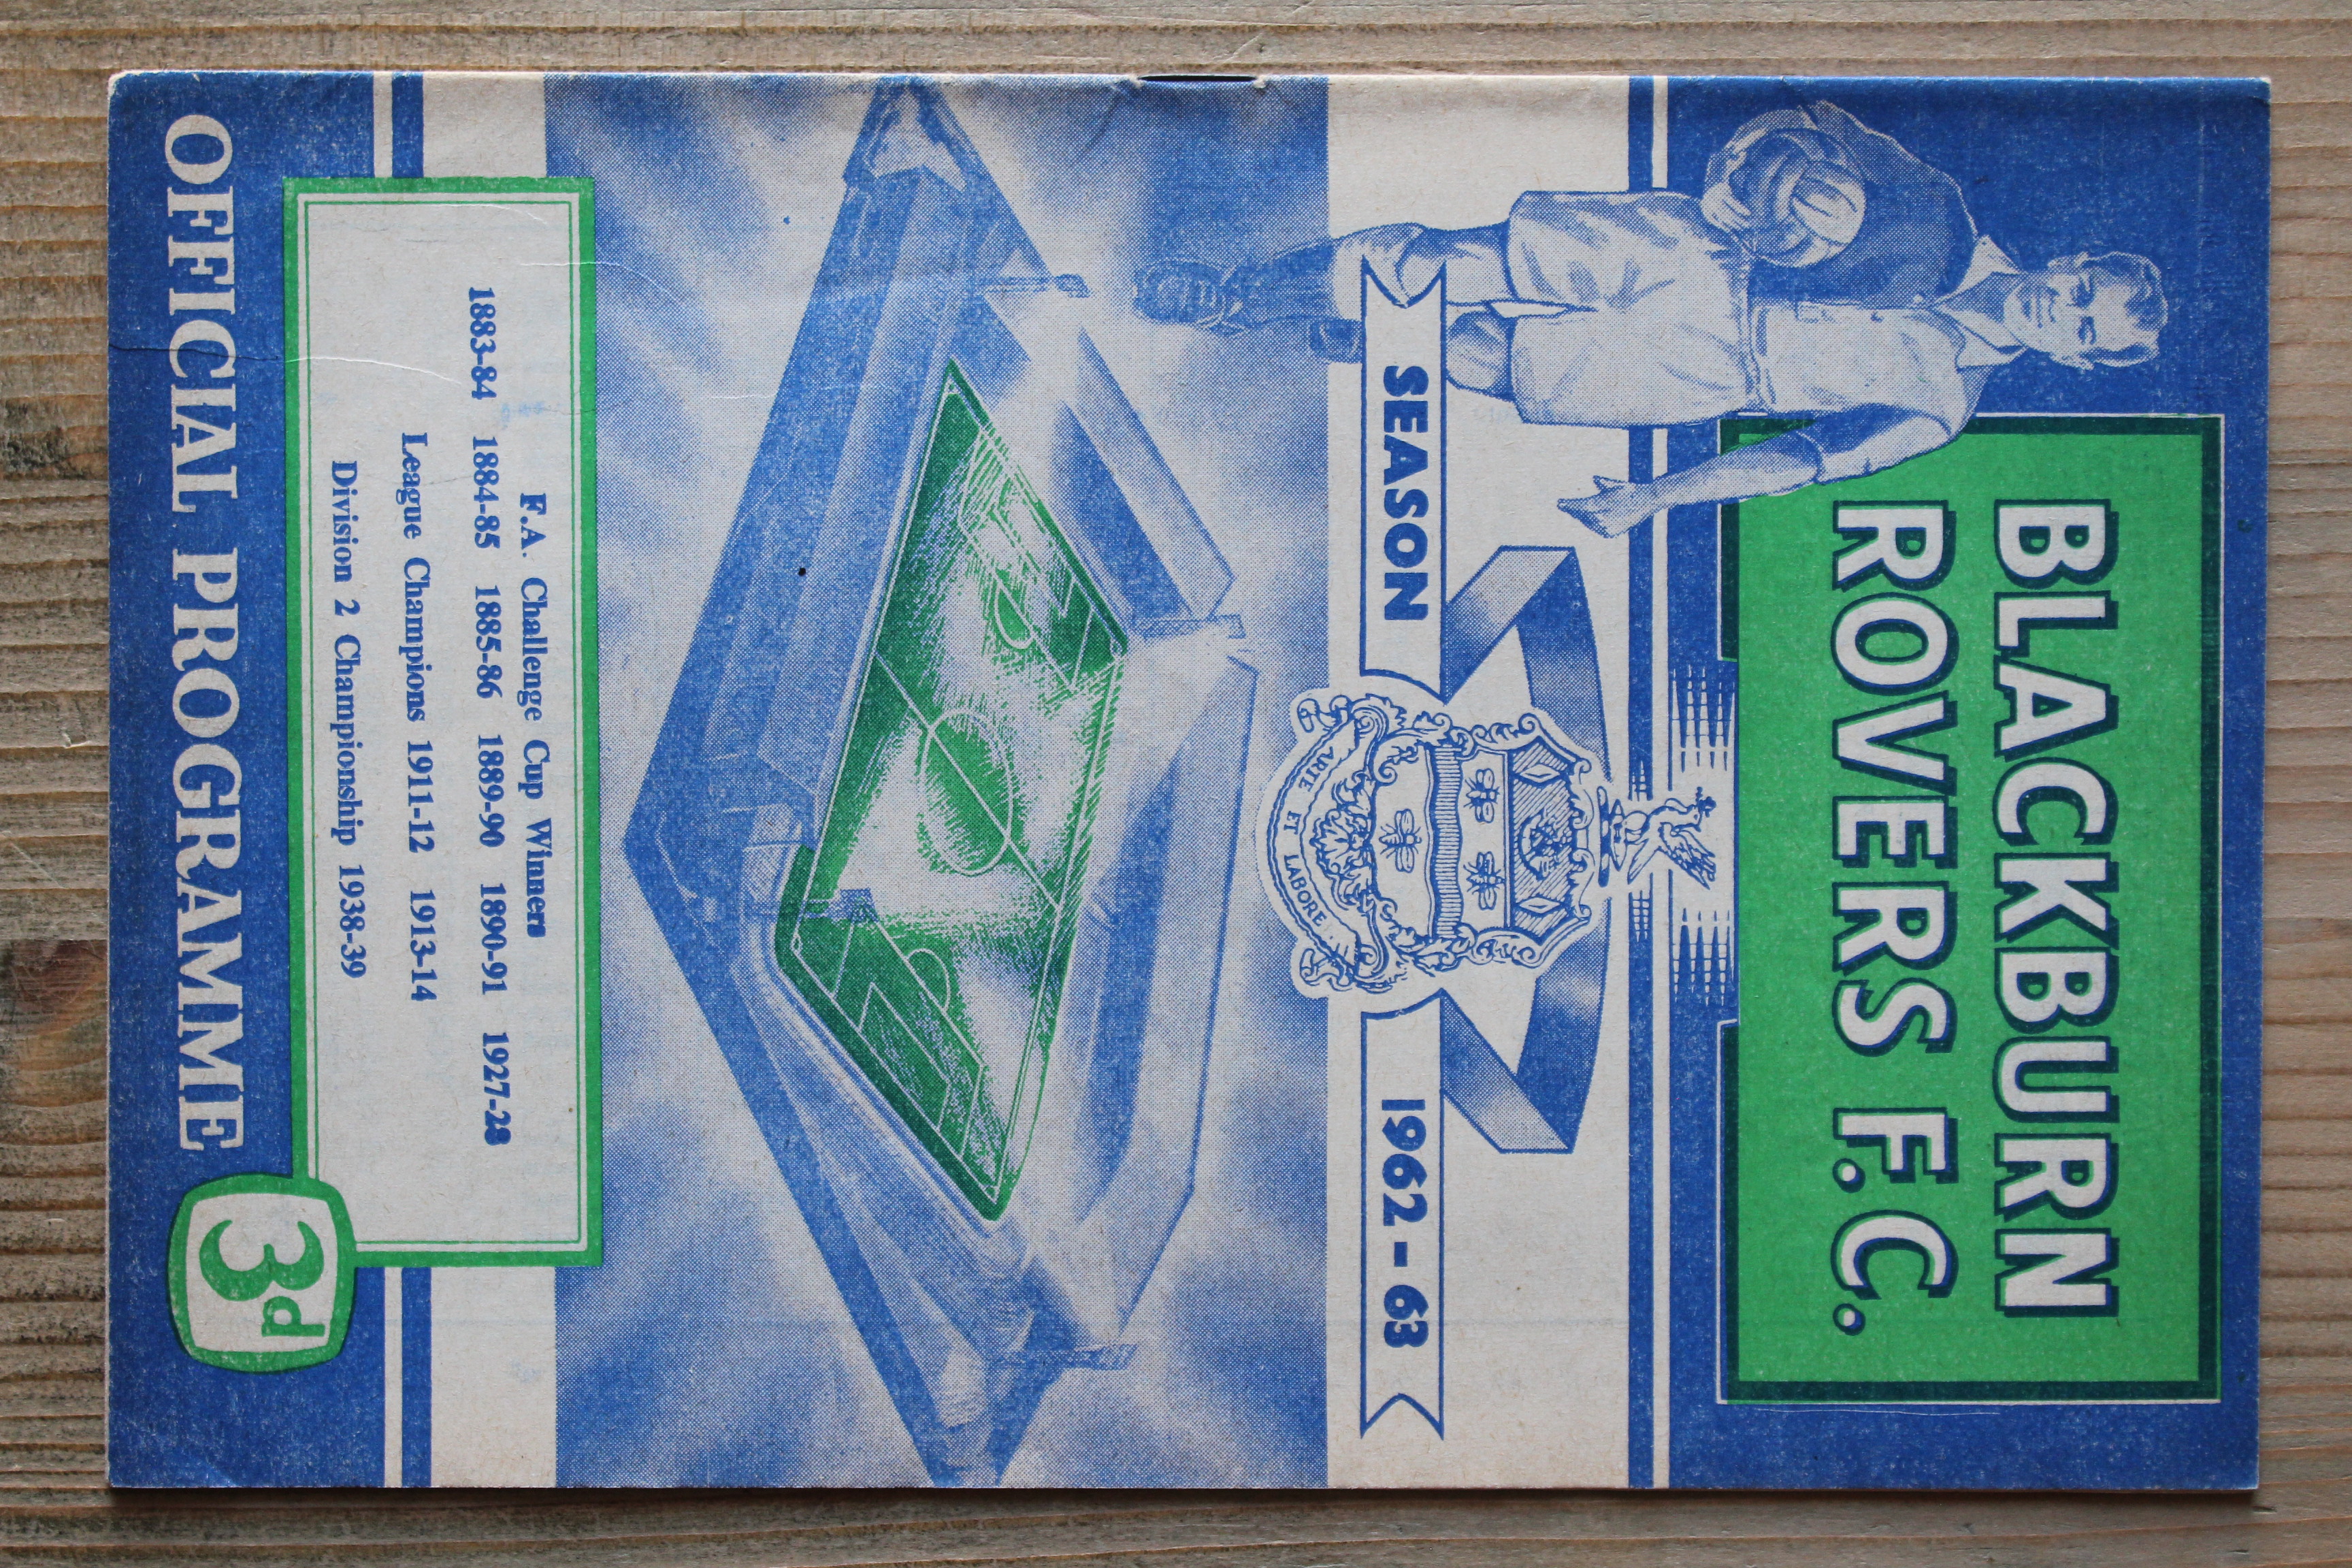 BLACKBURN
ROVERS F.C.
SEASON 1962-63
ARTE ET LABORE
F.A. Challenge Cup Winners
1883-84 1884-85 1885-86 1889-90 1890-91 1927-28
League Champions 1911-12 1913-14
Division 2 Championship 1938-39
OFFICIAL PROGRAMME 3d